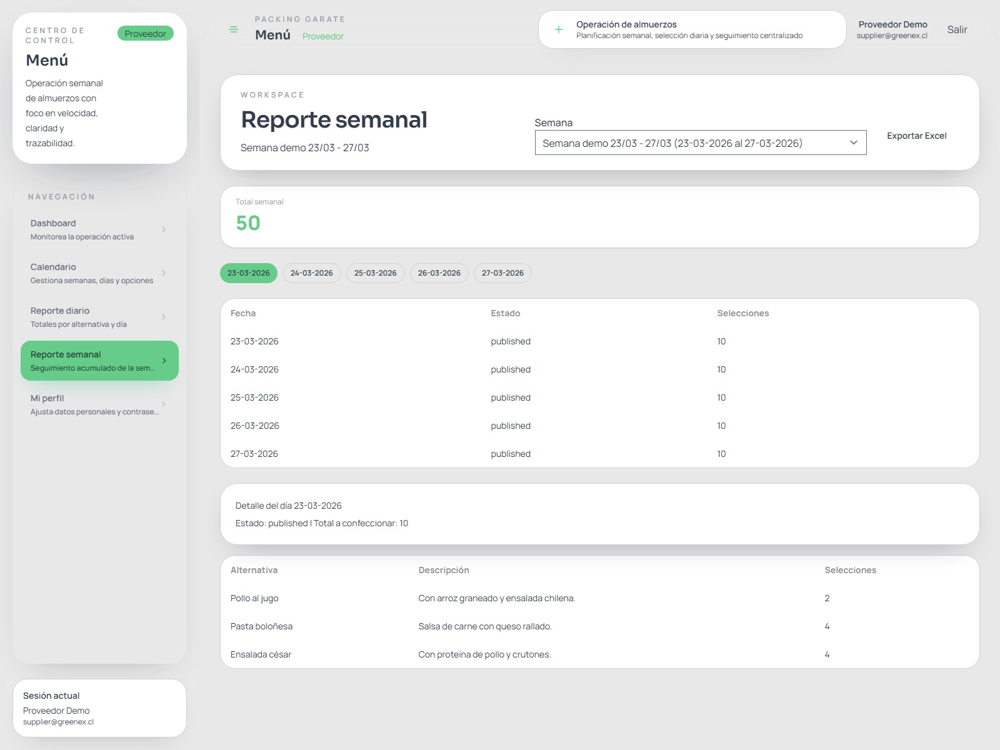 CENTRO DE
CONTROL
Proveedor
Menú
Operación semanal
de almuerzos con
foco en velocidad,
claridad y
trazabilidad.
NAVEGACIÓN
Dashboard
Monitorea la operación activa
Calendario
Gestiona semanas, días y opciones
Reporte diario
Totales por alternativa y día
Reporte semanal
Seguimiento acumulado de la sem...
Mi perfil
Ajusta datos personales y contrase...
Sesión actual
Proveedor Demo
supplier@greenex.cl
PACKING GARATE
Menú Proveedor
Operación de almuerzos
Planificación semanal, selección diaria y seguimiento centralizado
Proveedor Demo
supplier@greenex.cl
Salir
WORKSPACE
Reporte semanal
Semana demo 23/03 - 27/03
Semana
Semana demo 23/03 - 27/03 (23-03-2026 al 27-03-2026)
Exportar Excel
Total semanal
50
23-03-2026 24-03-2026 25-03-2026 26-03-2026 27-03-2026
Fecha Estado Selecciones
23-03-2026 published 10
24-03-2026 published 10
25-03-2026 published 10
26-03-2026 published 10
27-03-2026 published 10
Detalle del día 23-03-2026
Estado: published | Total a confeccionar: 10
Alternativa Descripción Selecciones
Pollo al jugo Con arroz graneado y ensalada chilena. 2
Pasta boloñesa Salsa de carne con queso rallado. 4
Ensalada césar Con proteína de pollo y crutones. 4